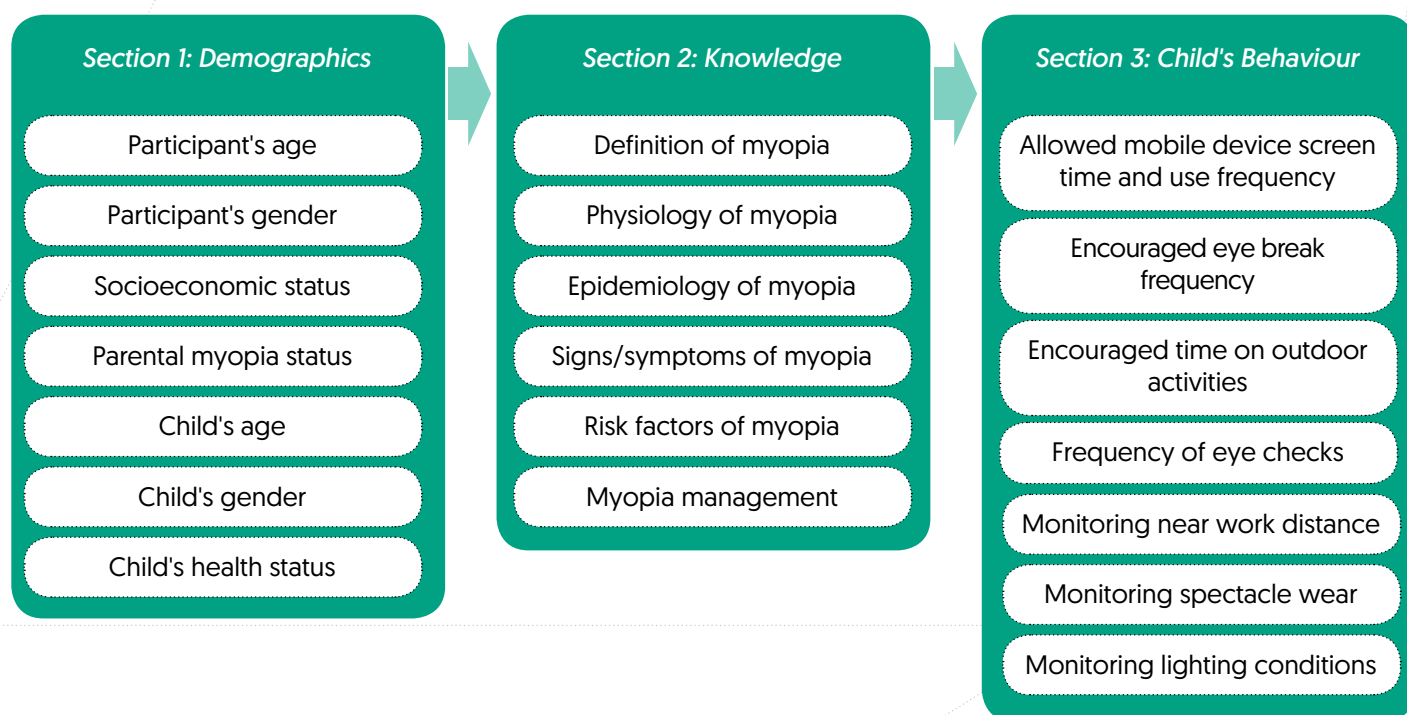 Section 1: Demographics
Participant's age
Participant's gender
Socioeconomic status
Parental myopia status
Child's age
Child's gender
Child's health status
Section 2: Knowledge
Definition of myopia
Physiology of myopia
Epidemiology of myopia
Signs/symptoms of myopia
Risk factors of myopia
Myopia management
Section 3: Child's Behaviour
Allowed mobile device screen
time and use frequency
Encouraged eye break
frequency
Encouraged time on outdoor
activities
Frequency of eye checks
Monitoring near work distance
Monitoring spectacle wear
Monitoring lighting conditions